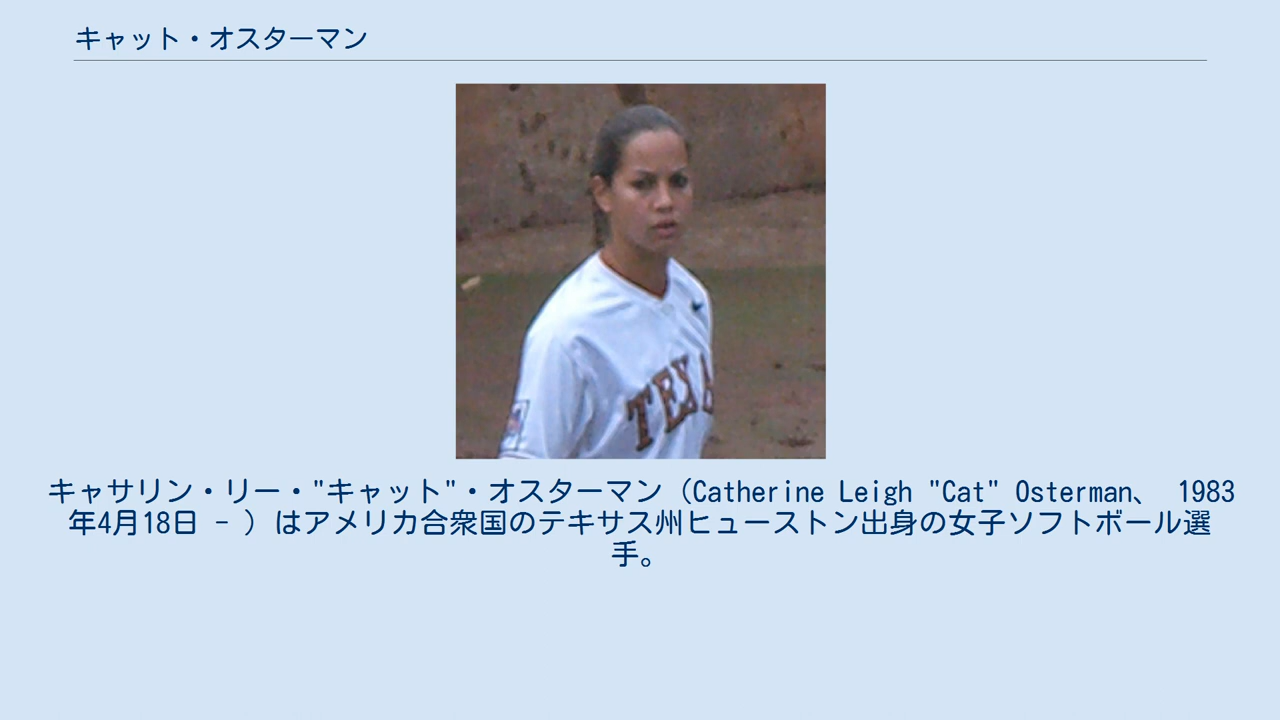 キャット・オスターマン
TEXA
キャサリン・リー・"キャット"・オスターマン（Catherine Leigh "Cat" Osterman、 1983
年4月18日 - ）はアメリカ合衆国のテキサス州ヒューストン出身の女子ソフトボール選
手。